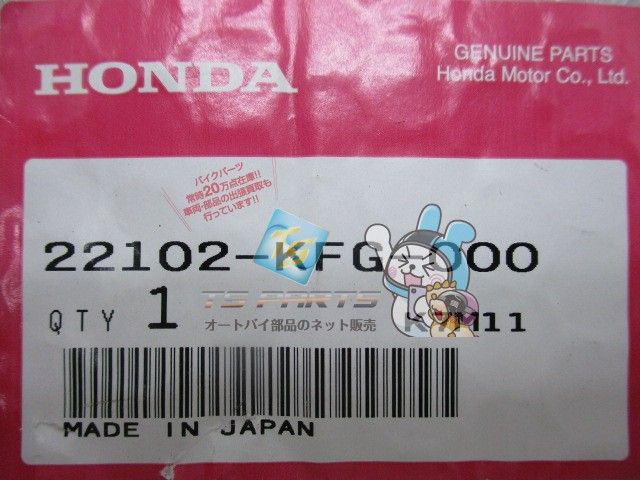 HONDA
GENUINE PARTS
Honda Motor Co., Ltd.
バイクパーツ
常時20万点在庫!!
車両・部品の出張買取も
行っています!!
22102-KFG-000
TS PARTS
オートバイ部品のネット販売
QTY 1
MADE IN JAPAN